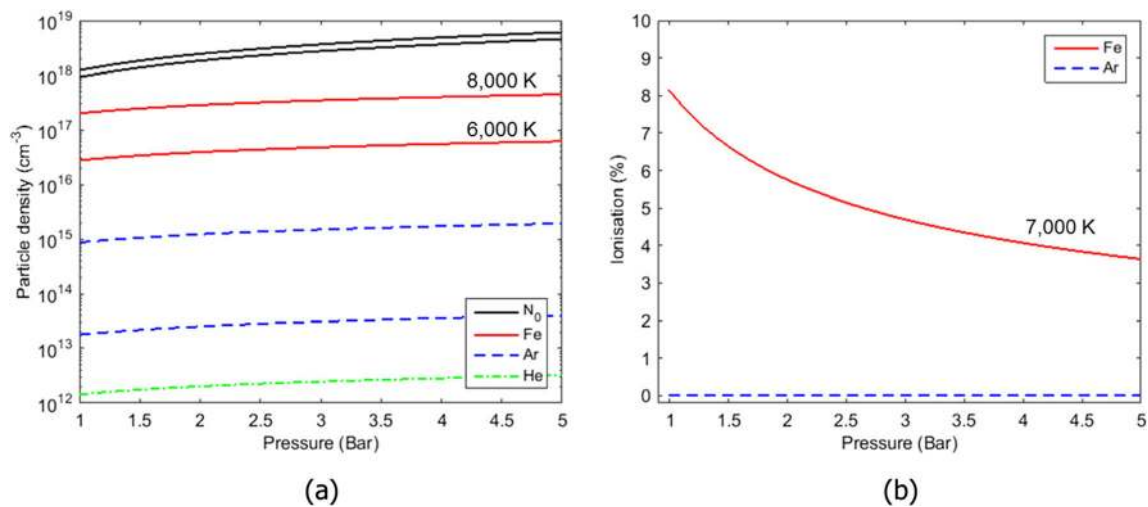 10^19
10^18
10^17
10^16
10^15
10^14
10^13
10^12
Particle density (cm^-3)
8,000 K
6,000 K
N_0
Fe
Ar
He
1 1.5 2 2.5 3 3.5 4 4.5 5
Pressure (Bar)
(a)
10
9
8
7
6
5
4
3
2
1
0
Ionisation (%)
Fe
Ar
7,000 K
1 1.5 2 2.5 3 3.5 4 4.5 5
Pressure (Bar)
(b)